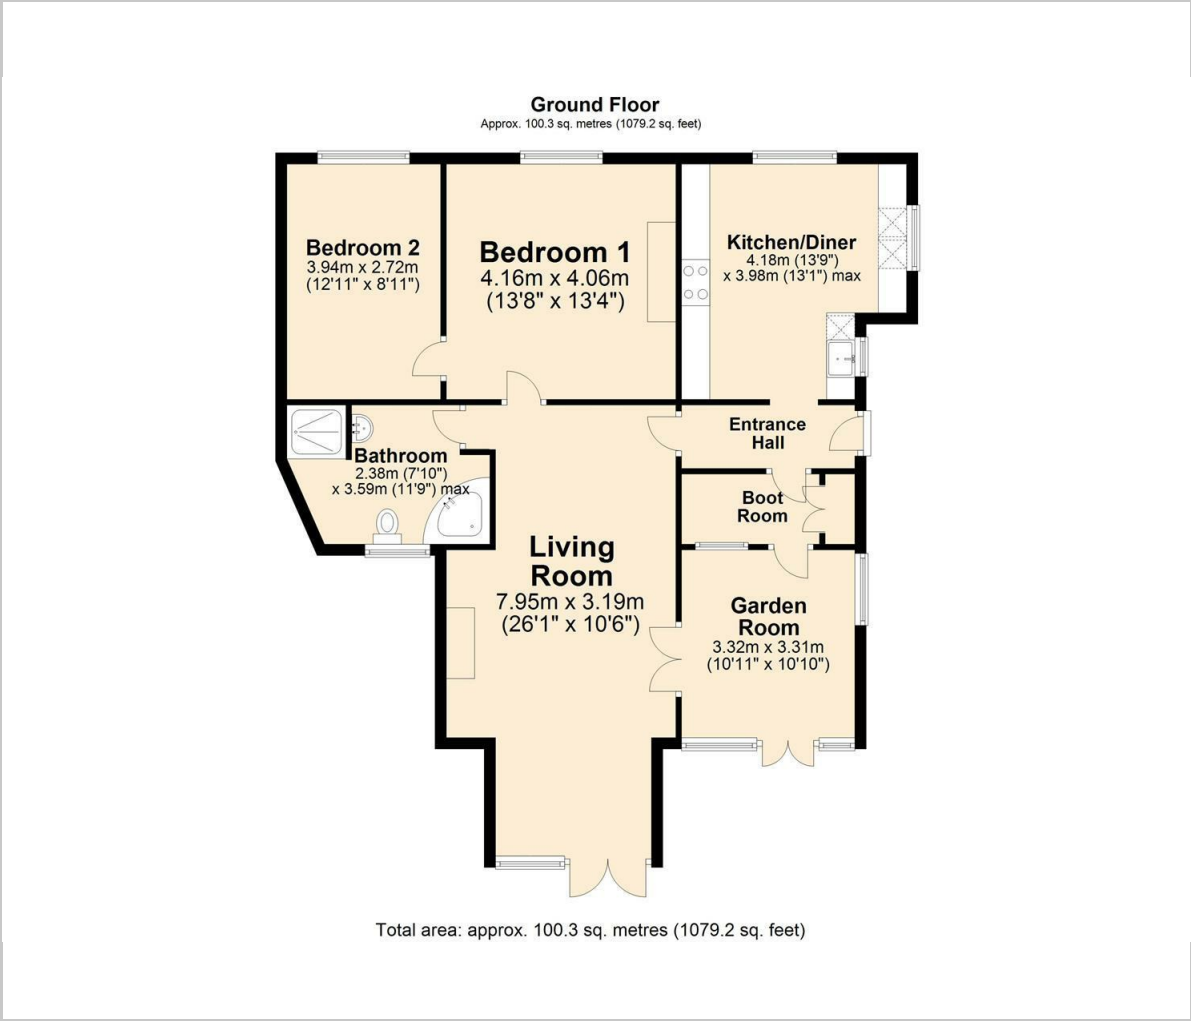 Ground Floor
Approx. 100.3 sq. metres (1079.2 sq. feet)
Bedroom 2
3.94m x 2.72m
(12'11" x 8'11")
Bedroom 1
4.16m x 4.06m
(13'8" x 13'4")
Kitchen/Diner
4.18m (13'9")
x 3.98m (13'1") max
Entrance
Hall
Bathroom
2.38m (7'10")
x 3.59m (11'9") max
Boot
Room
Living
Room
7.95m x 3.19m
(26'1" x 10'6")
Garden
Room
3.32m x 3.31m
(10'11" x 10'10")
Total area: approx. 100.3 sq. metres (1079.2 sq. feet)